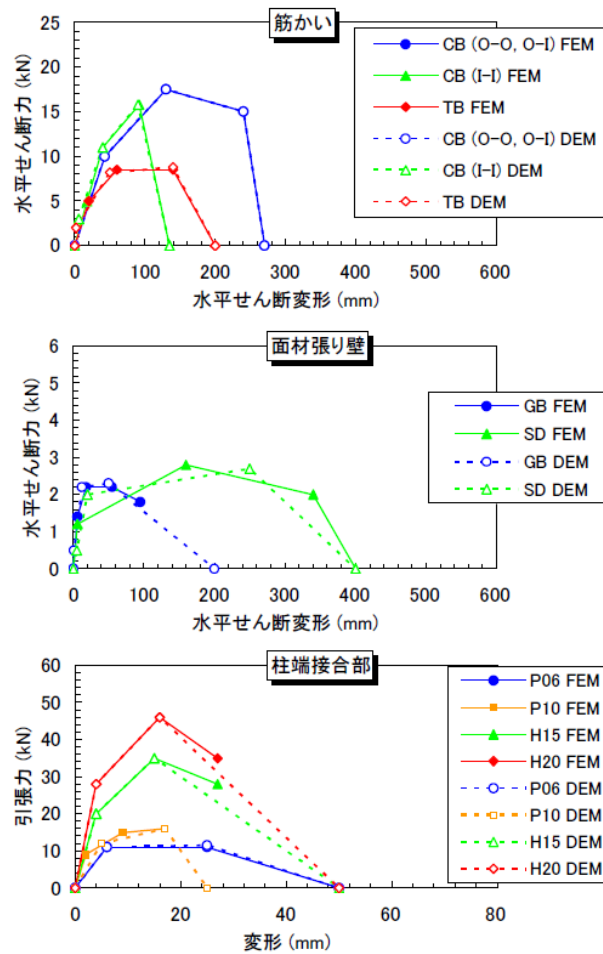 筋かい
25
20
15
10
5
0
水平せん断力 (kN)
CB (O-O, O-I) FEM
CB (I-I) FEM
TB FEM
CB (O-O, O-I) DEM
CB (I-I) DEM
TB DEM
0 100 200 300 400 500 600
水平せん断変形 (mm)
面材張り壁
6
5
4
3
2
1
0
水平せん断力 (kN)
GB FEM
SD FEM
GB DEM
SD DEM
0 100 200 300 400 500 600
水平せん断変形 (mm)
柱端接合部
60
50
40
30
20
10
0
引張力 (kN)
P06 FEM
P10 FEM
H15 FEM
H20 FEM
P06 DEM
P10 DEM
H15 DEM
H20 DEM
0 20 40 60 80
変形 (mm)